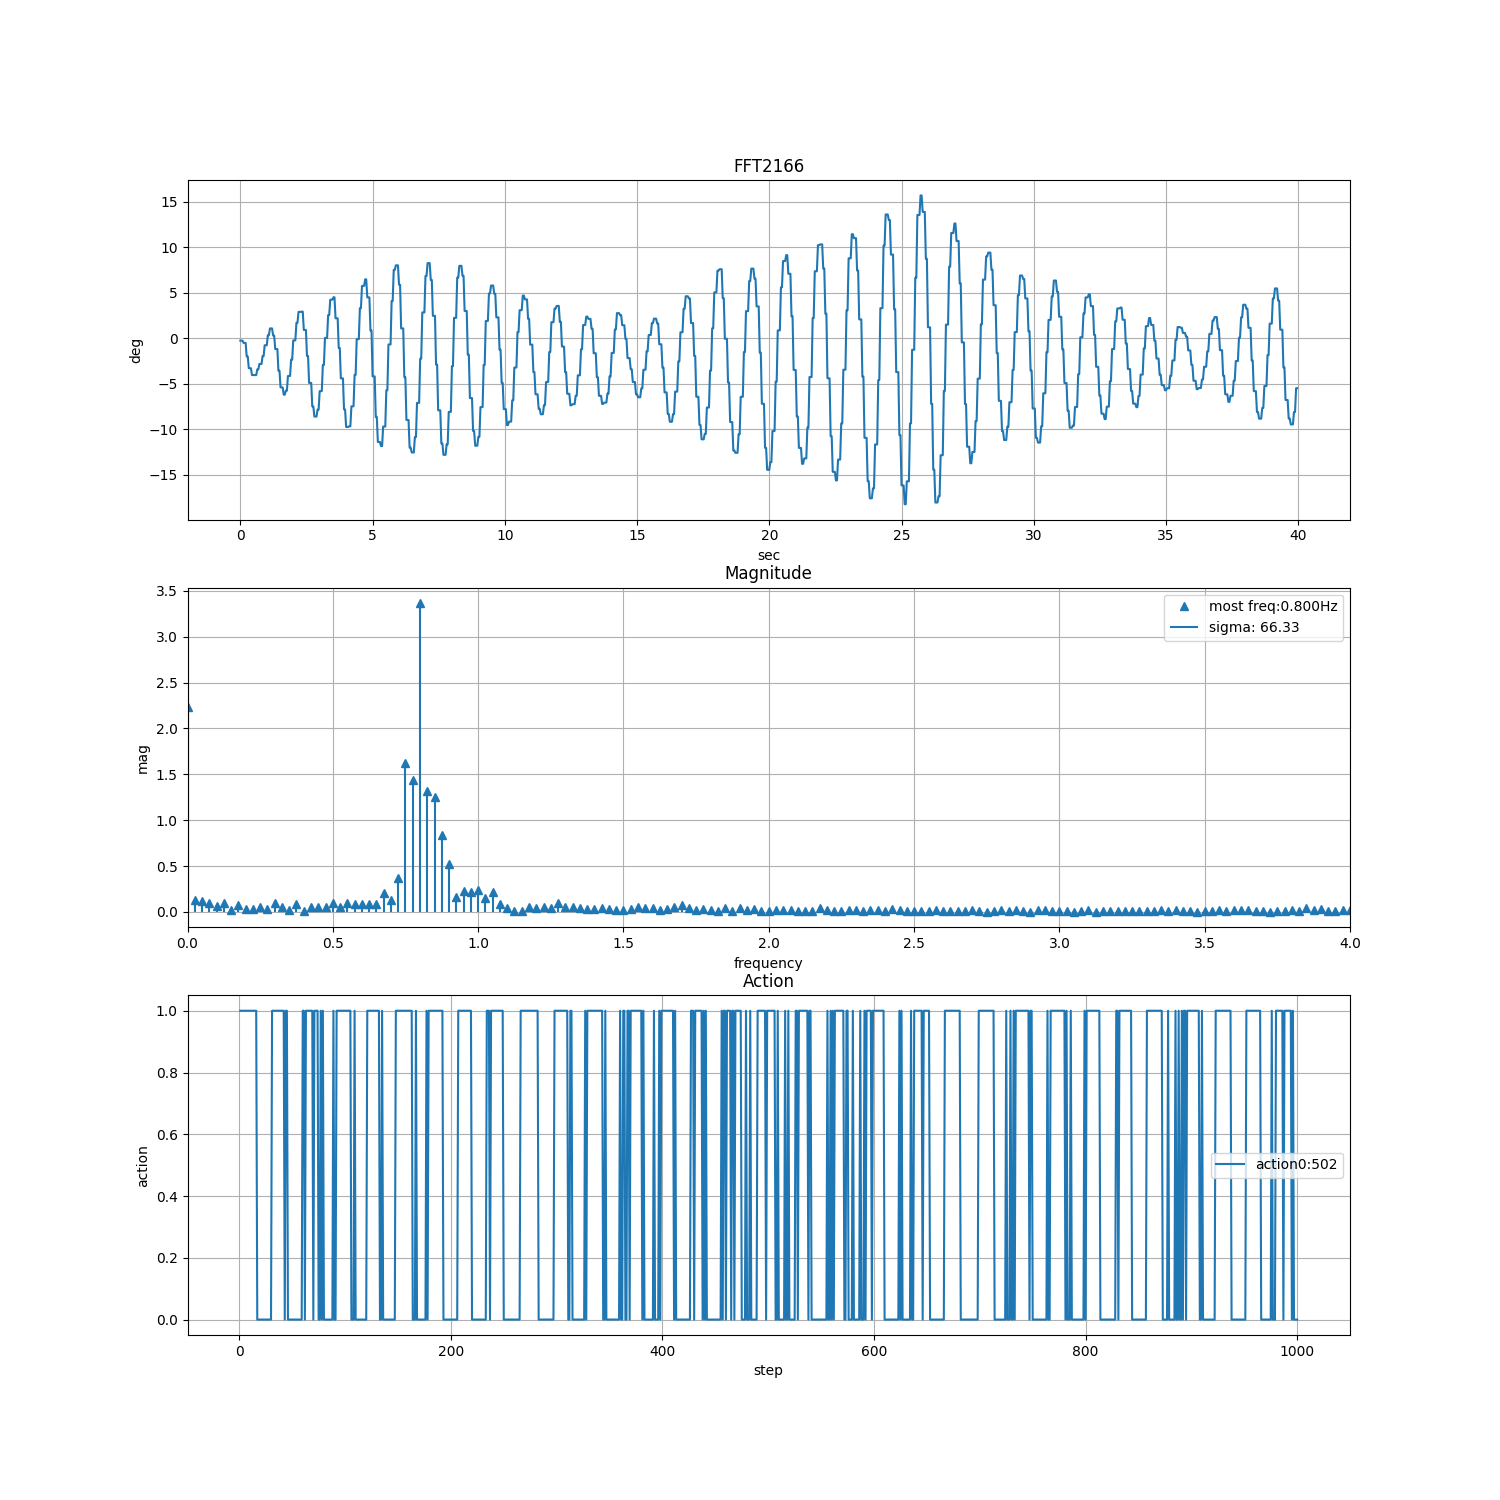 FFT2166
15
10
5
0
−5
−10
−15
deg
0 5 10 15 20 25 30 35 40
sec
Magnitude
3.5
3.0
2.5
2.0
1.5
1.0
0.5
0.0
mag
most freq:0.800Hz
sigma: 66.33
0.0 0.5 1.0 1.5 2.0 2.5 3.0 3.5 4.0
frequency
Action
1.0
0.8
0.6
0.4
0.2
0.0
action
action0:502
0 200 400 600 800 1000
step